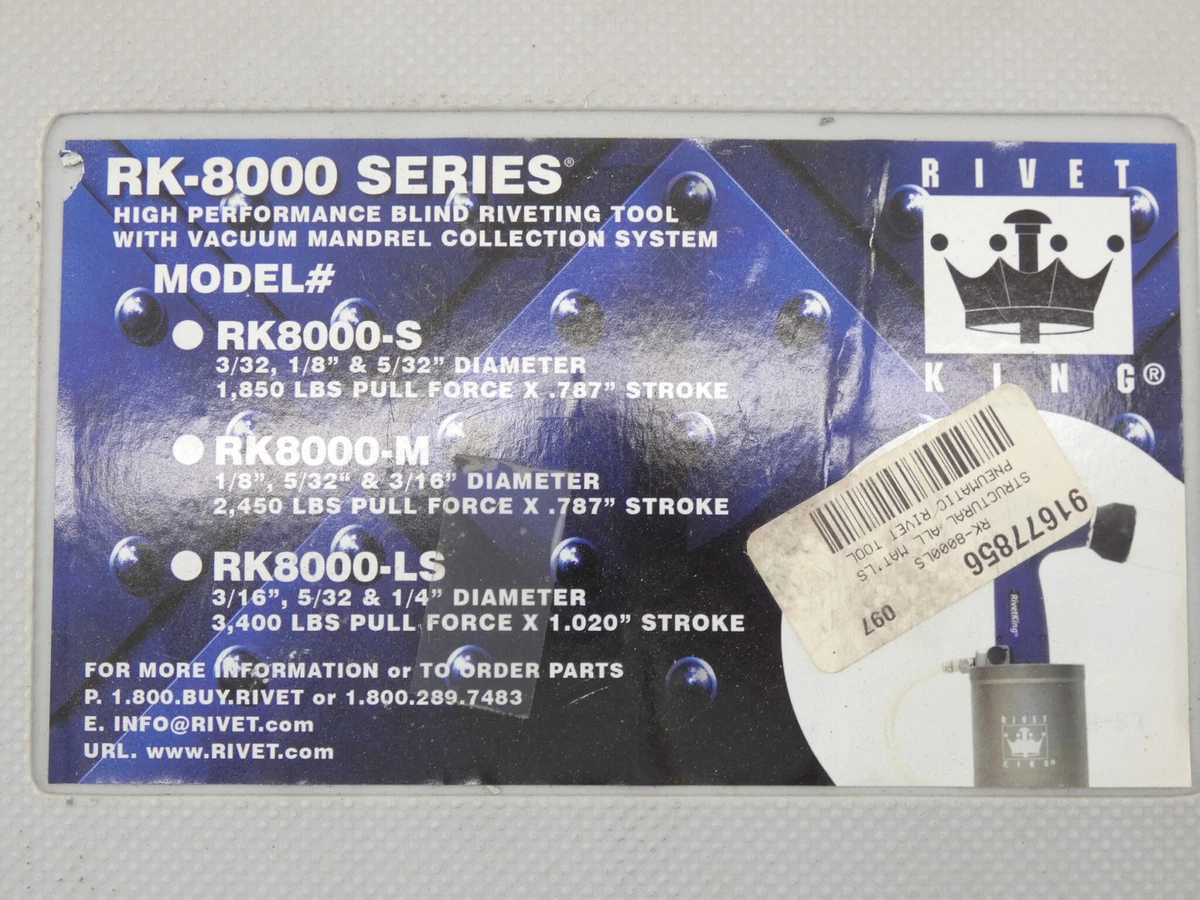 RK-8000 SERIES®
HIGH PERFORMANCE BLIND RIVETING TOOL
WITH VACUUM MANDREL COLLECTION SYSTEM
MODEL#
RK8000-S
3/32, 1/8” & 5/32” DIAMETER
1,850 LBS PULL FORCE X .787” STROKE
RK8000-M
1/8”, 5/32“ & 3/16” DIAMETER
2,450 LBS PULL FORCE X .787” STROKE
RK8000-LS
3/16”, 5/32 & 1/4” DIAMETER
3,400 LBS PULL FORCE X 1.020” STROKE
FOR MORE INFORMATION or TO ORDER PARTS
P. 1.800.BUY.RIVET or 1.800.289.7483
E. INFO@RIVET.com
URL. www.RIVET.com
RIVET
KING®
91677856
RK-8000LS
STRUCTURAL, ALL MAT'LS
PNEUMATIC RIVET TOOL
097
RivetKing®
RIVET
KING®